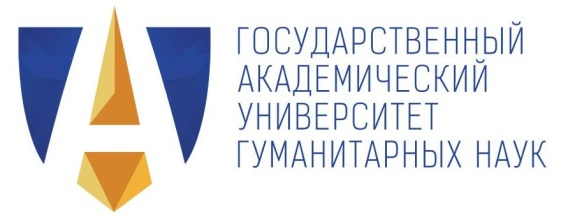 ГОСУДАРСТВЕННЫЙ
АКАДЕМИЧЕСКИЙ
УНИВЕРСИТЕТ
ГУМАНИТАРНЫХ НАУК